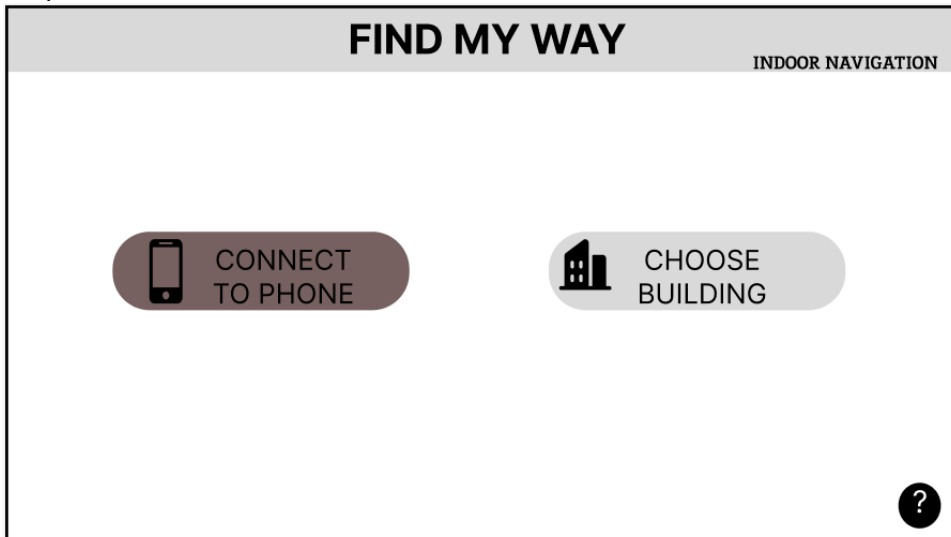 FIND MY WAY
INDOOR NAVIGATION
CONNECT
TO PHONE
CHOOSE
BUILDING
?